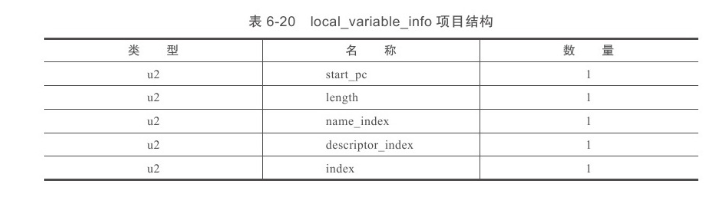 表 6-20 local_variable_info 项目结构
类 型 名 称 数 量
u2 start_pc 1
u2 length 1
u2 name_index 1
u2 descriptor_index 1
u2 index 1